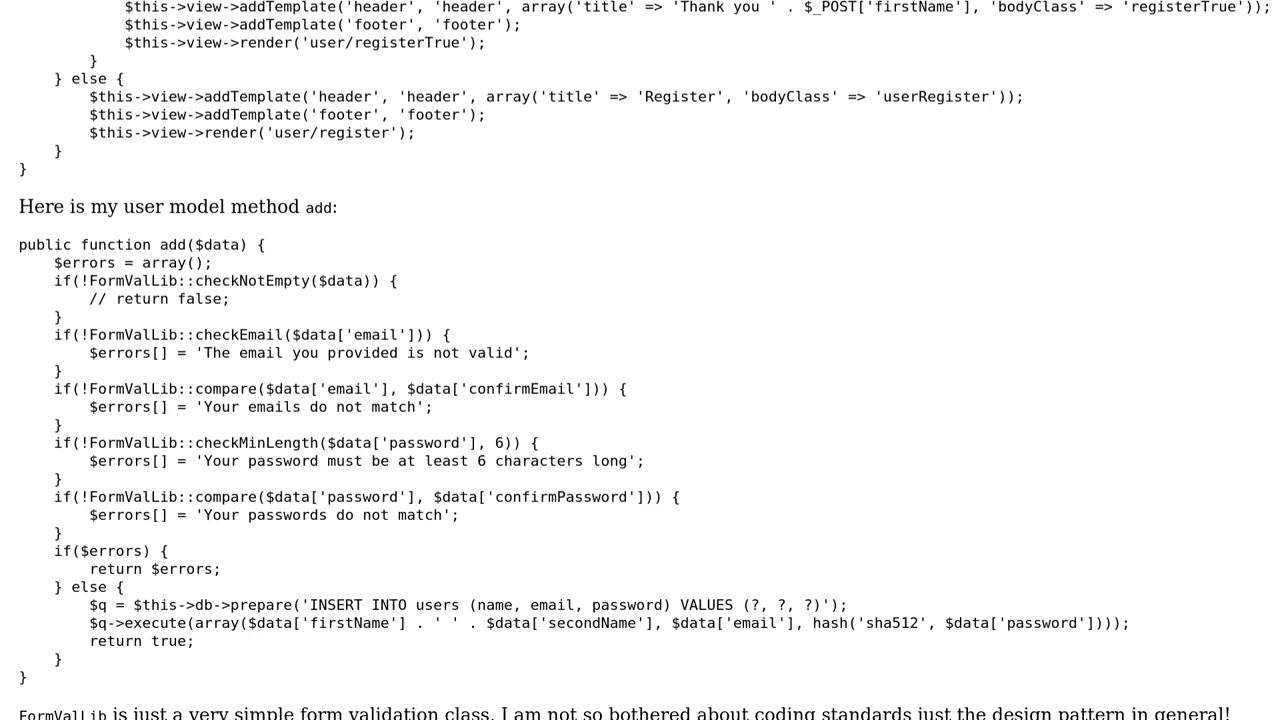 $this->view->addTemplate('header', 'header', array('title' => 'Thank you ' . $_POST['firstName'], 'bodyClass' => 'registerTrue'));
            $this->view->addTemplate('footer', 'footer');
            $this->view->render('user/registerTrue');
        }
    } else {
        $this->view->addTemplate('header', 'header', array('title' => 'Register', 'bodyClass' => 'userRegister'));
        $this->view->addTemplate('footer', 'footer');
        $this->view->render('user/register');
    }
}
Here is my user model method add:
public function add($data) {
    $errors = array();
    if(!FormValLib::checkNotEmpty($data)) {
        // return false;
    }
    if(!FormValLib::checkEmail($data['email'])) {
        $errors[] = 'The email you provided is not valid';
    }
    if(!FormValLib::compare($data['email'], $data['confirmEmail'])) {
        $errors[] = 'Your emails do not match';
    }
    if(!FormValLib::checkMinLength($data['password'], 6)) {
        $errors[] = 'Your password must be at least 6 characters long';
    }
    if(!FormValLib::compare($data['password'], $data['confirmPassword'])) {
        $errors[] = 'Your passwords do not match';
    }
    if($errors) {
        return $errors;
    } else {
        $q = $this->db->prepare('INSERT INTO users (name, email, password) VALUES (?, ?, ?)');
        $q->execute(array($data['firstName'] . ' ' . $data['secondName'], $data['email'], hash('sha512', $data['password'])));
        return true;
    }
}
FormValLib is just a very simple form validation class. I am not so bothered about coding standards just the design pattern in general!